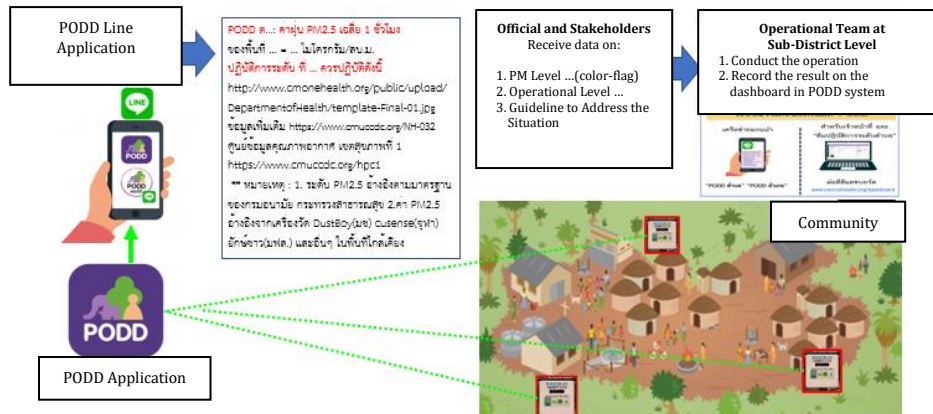 PODD Line
Application
LINE
PODD
PODD
PODD
PODD Application
PODD ต...: ค่าฝุ่น PM2.5 เฉลี่ย 1 ชั่วโมง
ของพื้นที่ ... = ... ไมโครกรัม/ลบ.ม.
ปฏิบัติการระดับ ที่ ... ควรปฏิบัติดังนี้
http://www.cmonehealth.org/public/upload/
DepartmentofHealth/template-Final-01.jpg
ข้อมูลเพิ่มเติม https://www.cmuccdc.org/NH-032
ศูนย์ข้อมูลคุณภาพอากาศ เขตสุขภาพที่ 1
https://www.cmuccdc.org/hpc1
** หมายเหตุ : 1. ระดับ PM2.5 อ้างอิงตามมาตรฐาน
ของกรมอนามัย กระทรวงสาธารณสุข 2.ค่า PM2.5
อ้างอิงจากเครื่องวัด DustBoy(มช) cusense(จุฬา)
ยักษ์ขาว(มฟล.) และอื่นๆ ในพื้นที่ใกล้เคียง
Official and Stakeholders
Receive data on:
1. PM Level ...(color-flag)
2. Operational Level ...
3. Guideline to Address the
Situation
Operational Team at
Sub-District Level
1. Conduct the operation
2. Record the result on the
dashboard in PODD system
Community